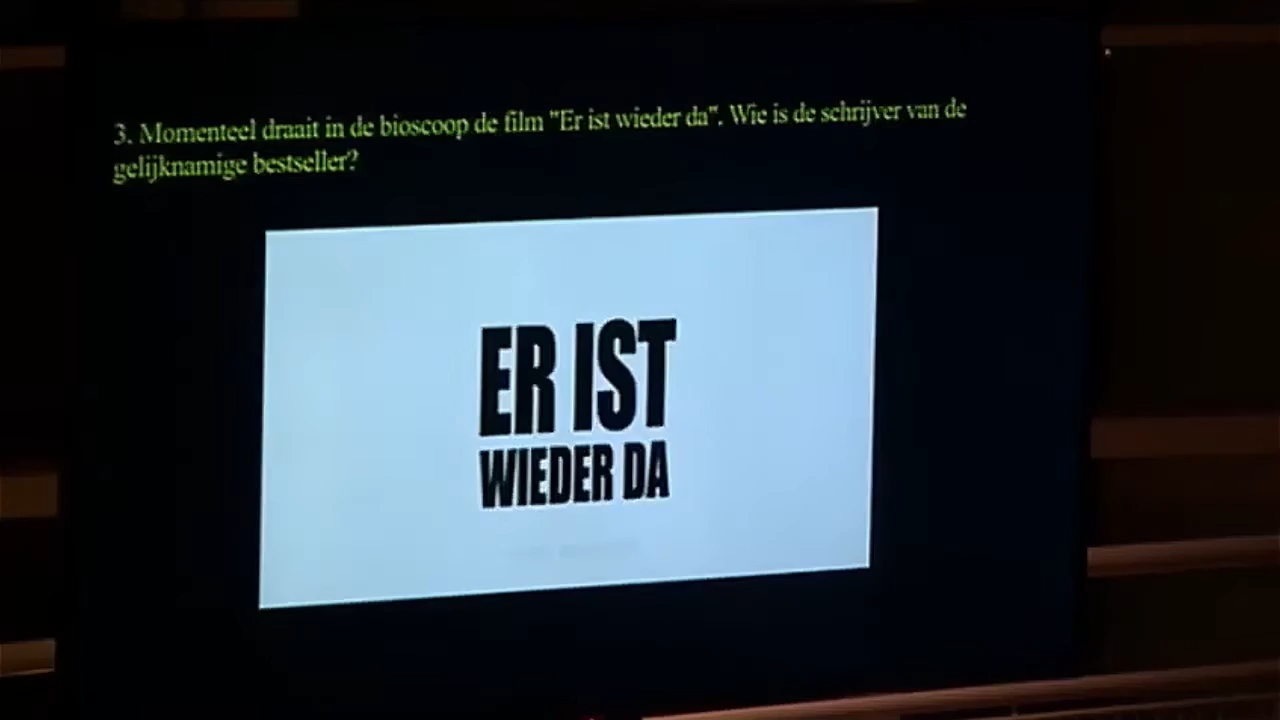 3. Momenteel draait in de bioscoop de film "Er ist wieder da". Wie is de schrijver van de
gelijknamige bestseller?
ER IST
WIEDER DA